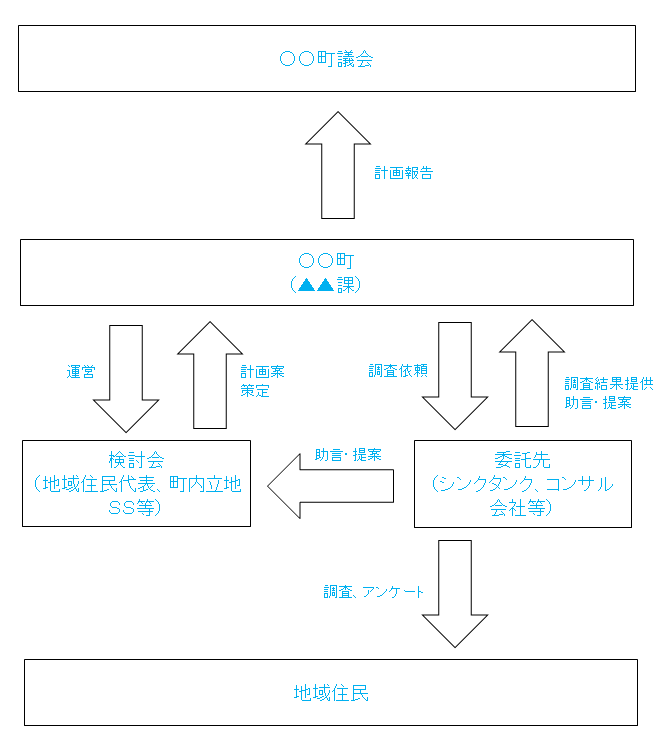 〇〇町議会
計画報告
〇〇町
（▲▲課）
運営
計画案
策定
調査依頼
調査結果提供
助言・提案
検討会
（地域住民代表、町内立地
ＳＳ等）
助言・提案
委託先
（シンクタンク、コンサル
会社等）
調査、アンケート
地域住民